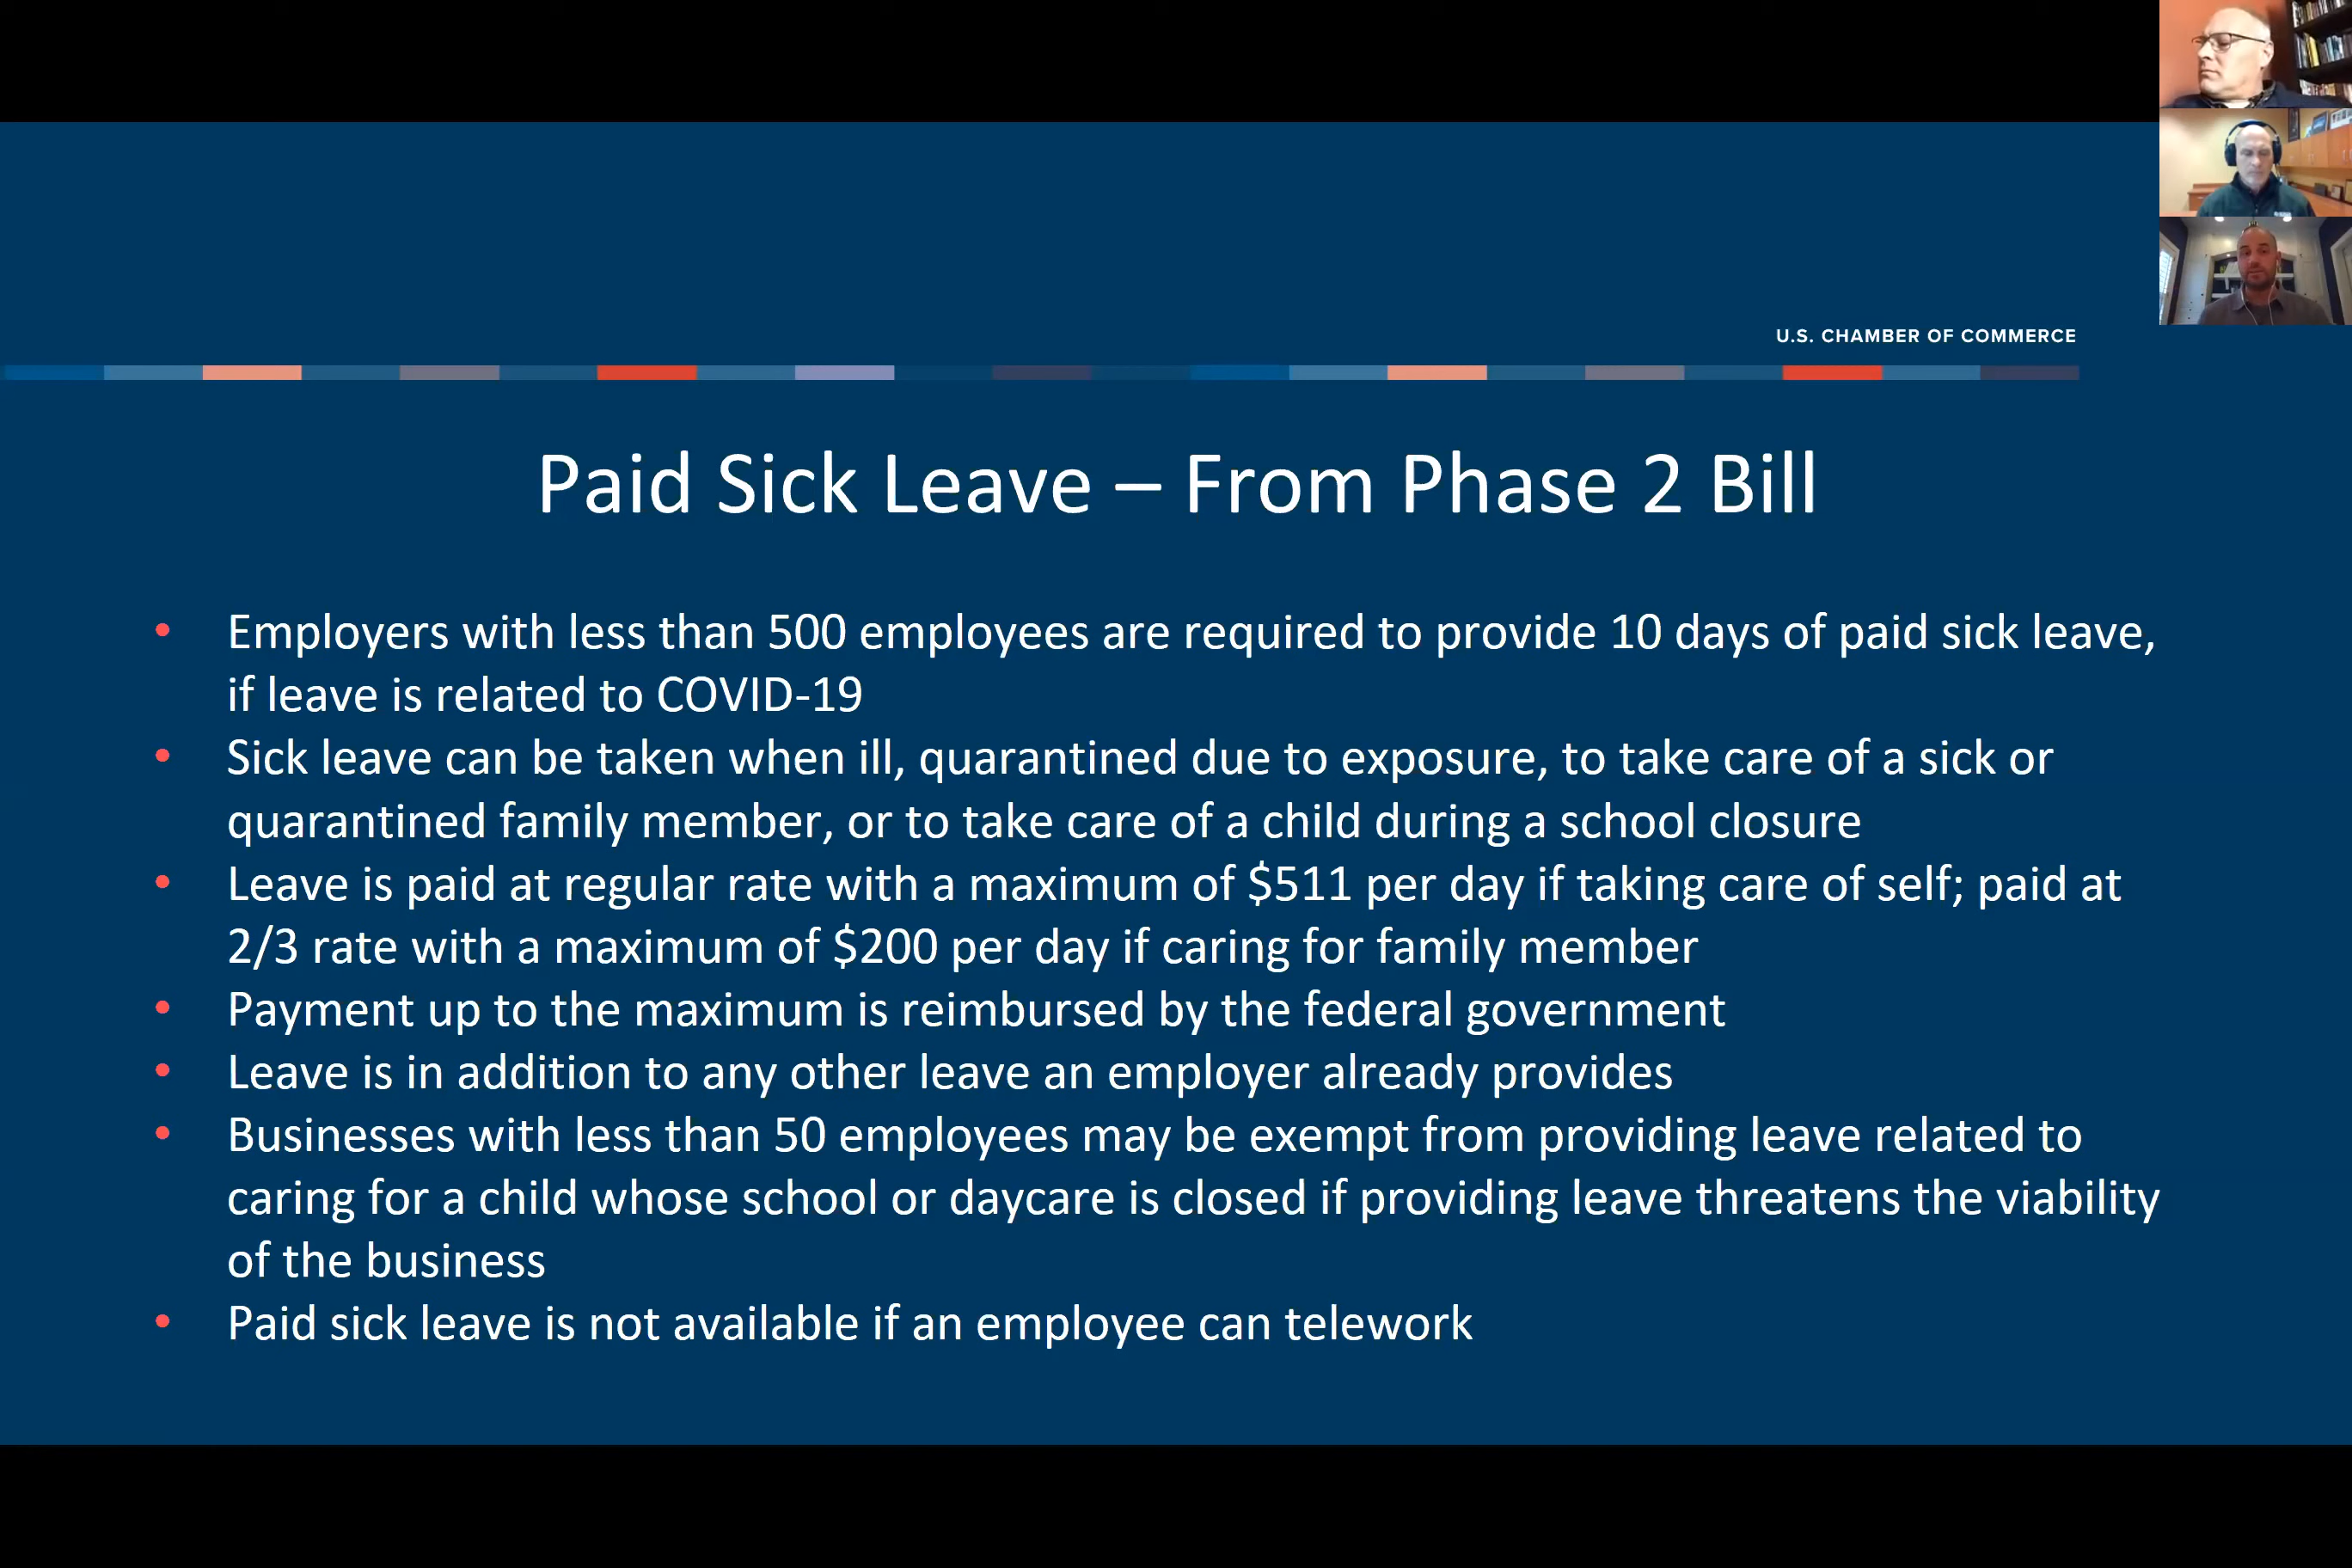 U.S. CHAMBER OF COMMERCE
Paid Sick Leave – From Phase 2 Bill
• Employers with less than 500 employees are required to provide 10 days of paid sick leave,
if leave is related to COVID-19
• Sick leave can be taken when ill, quarantined due to exposure, to take care of a sick or
quarantined family member, or to take care of a child during a school closure
• Leave is paid at regular rate with a maximum of $511 per day if taking care of self; paid at
2/3 rate with a maximum of $200 per day if caring for family member
• Payment up to the maximum is reimbursed by the federal government
• Leave is in addition to any other leave an employer already provides
• Businesses with less than 50 employees may be exempt from providing leave related to
caring for a child whose school or daycare is closed if providing leave threatens the viability
of the business
• Paid sick leave is not available if an employee can telework